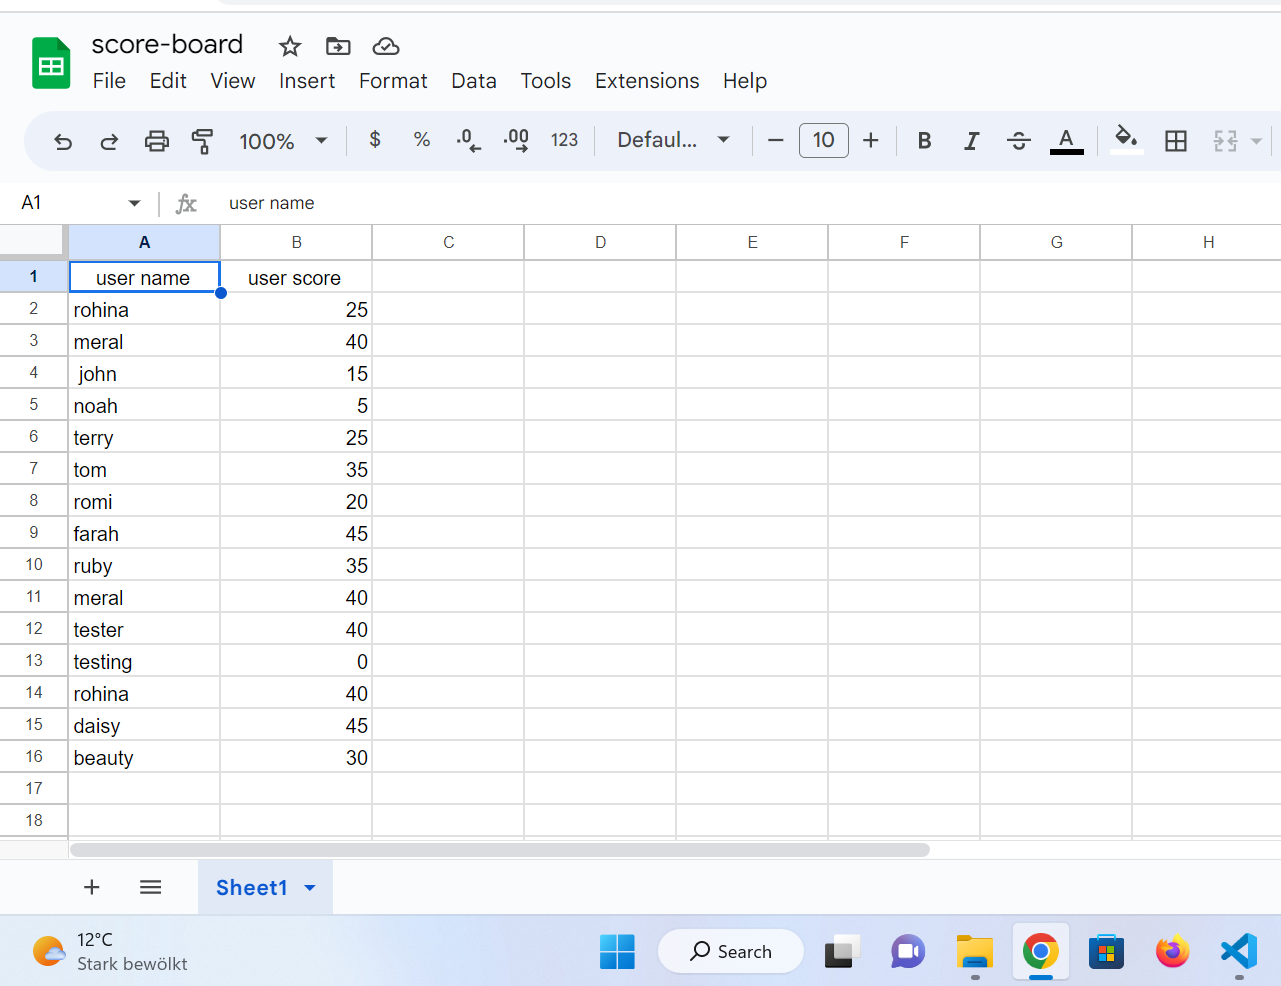 score-board
File Edit View Insert Format Data Tools Extensions Help
100% $ % .0 .00 123 Defaul... 10 B I A
A1 fx user name
A B C D E F G H
1 user name user score
2 rohina 25
3 meral 40
4 john 15
5 noah 5
6 terry 25
7 tom 35
8 romi 20
9 farah 45
10 ruby 35
11 meral 40
12 tester 40
13 testing 0
14 rohina 40
15 daisy 45
16 beauty 30
17
18
Sheet1
12°C
Stark bewölkt
Search